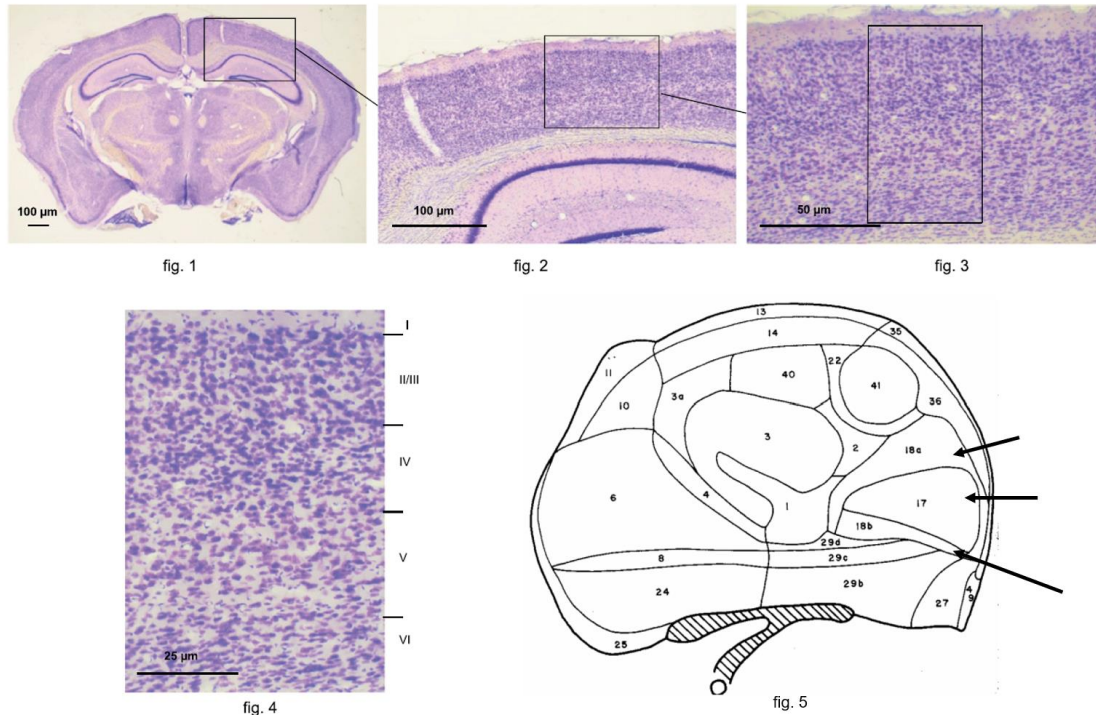 100 µm
fig. 1
100 µm
fig. 2
50 µm
fig. 3
I
II/III
IV
V
VI
25 µm
fig. 4
13
14
35
11
22
40
41
3a
10
36
3
2
18a
6
4
1
17
18b
29d
8
29c
24
29b
27
4
9
25
fig. 5